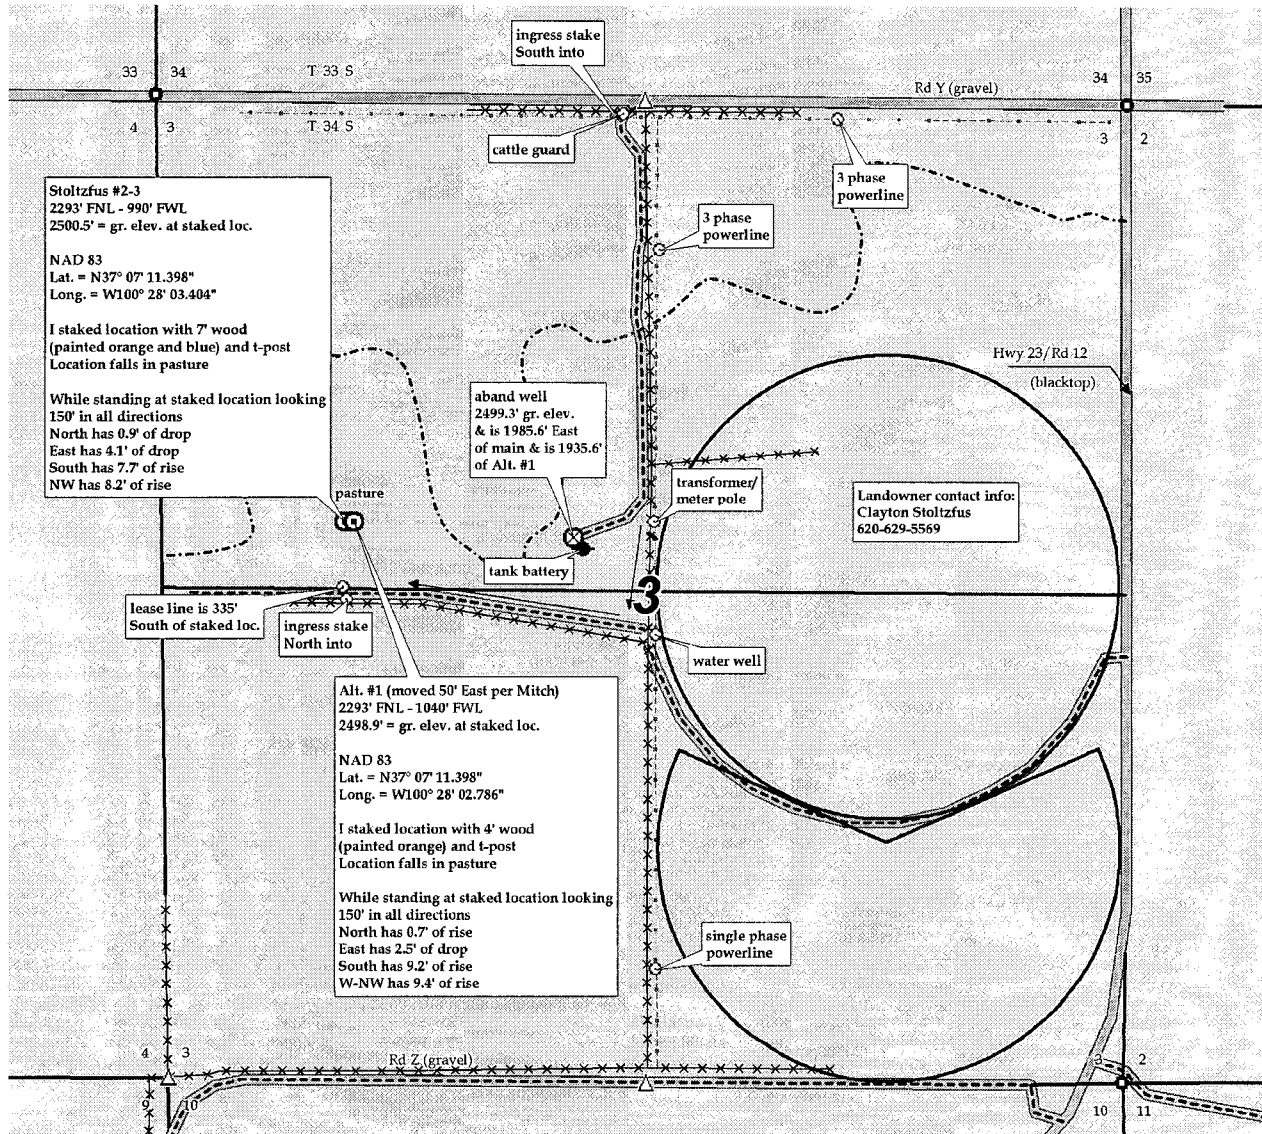 ingress stake
South into
33
34
T 33 S
34
35
Rd Y (gravel)
4
3
T 34 S
cattle guard
3
2
3 phase
powerline
Stoltzfus #2-3
2293' FNL - 990' FWL
2500.5' = gr. elev. at staked loc.
NAD 83
Lat. = N37° 07' 11.398"
Long. = W100° 28' 03.404"
I staked location with 7' wood
(painted orange and blue) and t-post
Location falls in pasture
While standing at staked location looking
150' in all directions
North has 0.9' of drop
East has 4.1' of drop
South has 7.7' of rise
NW has 8.2' of rise
3 phase
powerline
Hwy 23/Rd 12
(blacktop)
aband well
2499.3' gr. elev.
& is 1985.6' East
of main & is 1935.6'
of Alt. #1
pasture
transformer/
meter pole
Landowner contact info:
Clayton Stoltzfus
620-629-5569
tank battery
3
lease line is 335'
South of staked loc.
ingress stake
North into
water well
Alt. #1 (moved 50' East per Mitch)
2293' FNL - 1040' FWL
2498.9' = gr. elev. at staked loc.
NAD 83
Lat. = N37° 07' 11.398"
Long. = W100° 28' 02.786"
I staked location with 4' wood
(painted orange) and t-post
Location falls in pasture
While standing at staked location looking
150' in all directions
North has 0.7' of rise
East has 2.5' of drop
South has 9.2' of rise
W-NW has 9.4' of rise
single phase
powerline
4
3
Rd Z (gravel)
3
2
9
10
10
11